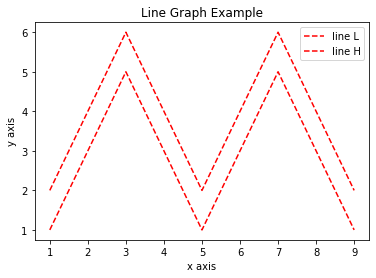 Line Graph Example
line L
line H
6
5
4
3
2
1
y axis
1 2 3 4 5 6 7 8 9
x axis